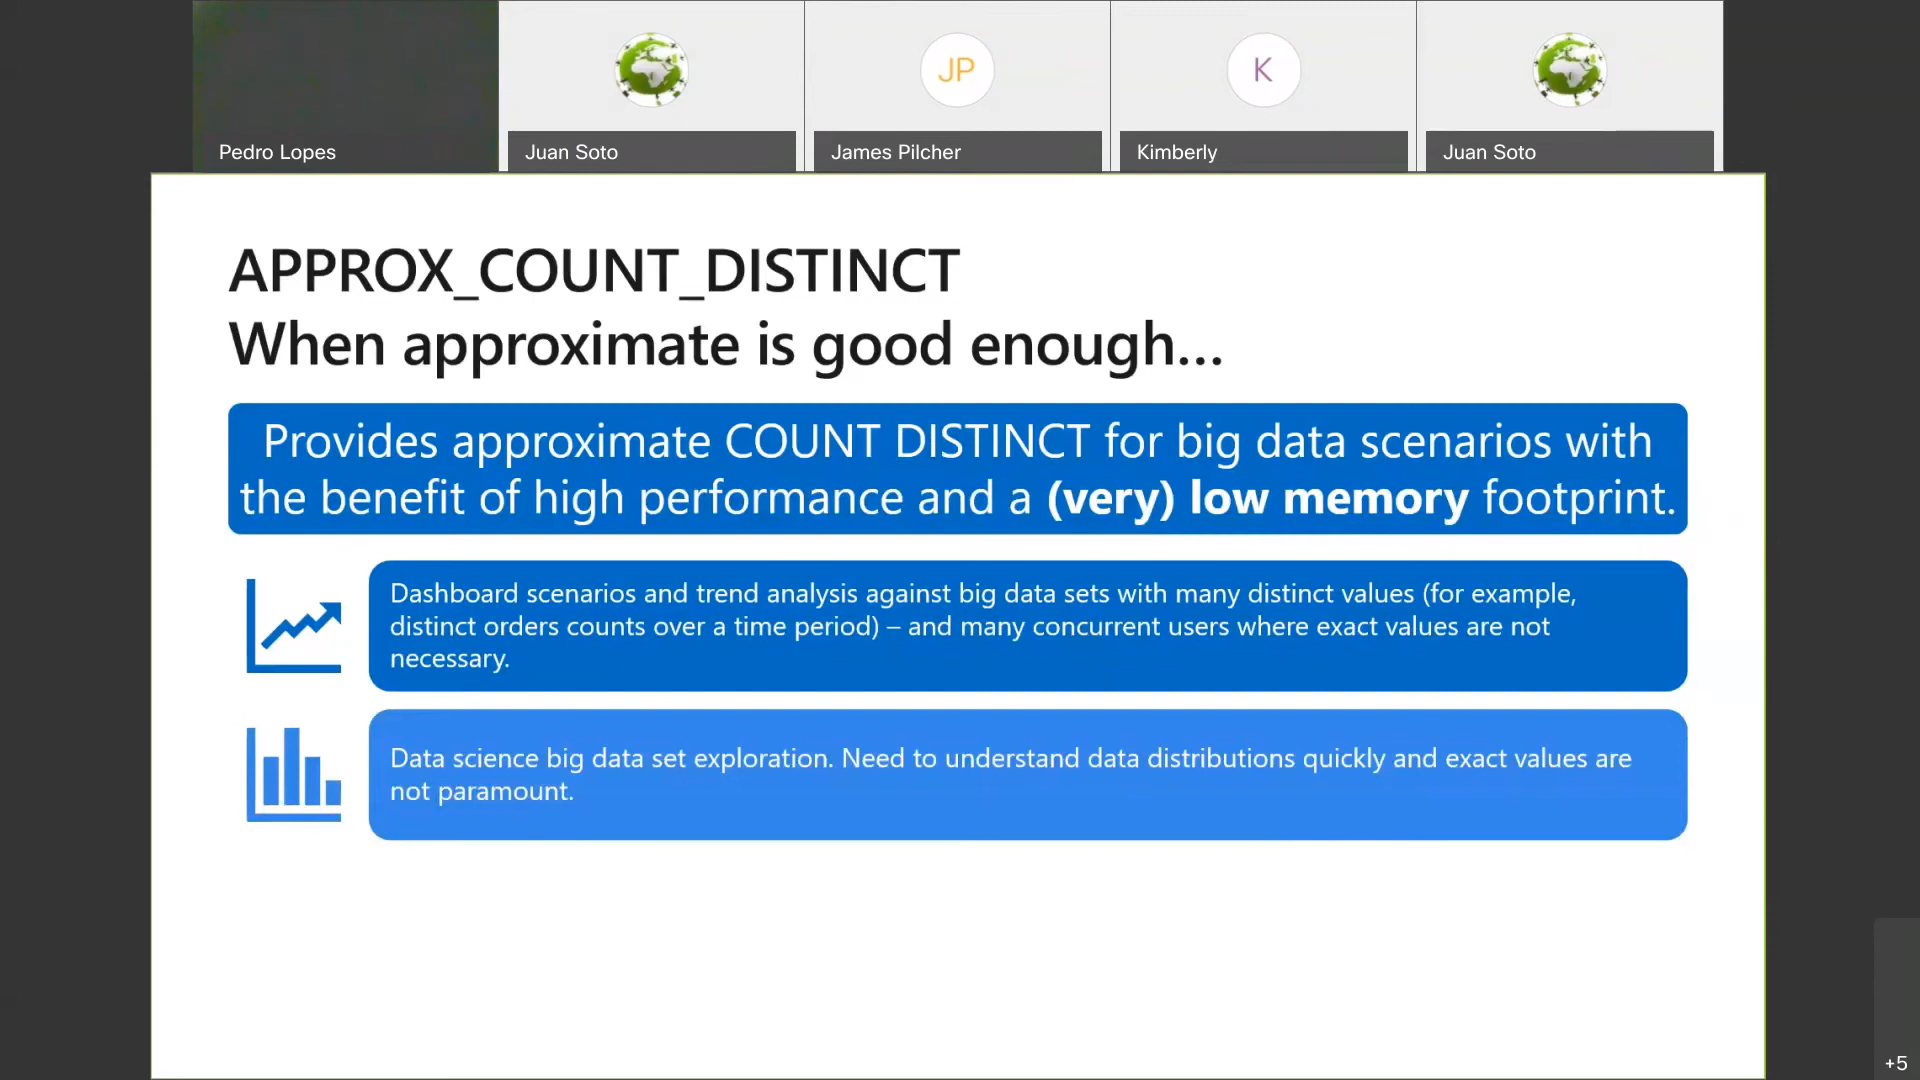 JP
K
Pedro Lopes
Juan Soto
James Pilcher
Kimberly
Juan Soto
APPROX_COUNT_DISTINCT
When approximate is good enough...
Provides approximate COUNT DISTINCT for big data scenarios with
the benefit of high performance and a (very) low memory footprint.
Dashboard scenarios and trend analysis against big data sets with many distinct values (for example,
distinct orders counts over a time period) – and many concurrent users where exact values are not
necessary.
Data science big data set exploration. Need to understand data distributions quickly and exact values are
not paramount.
+5